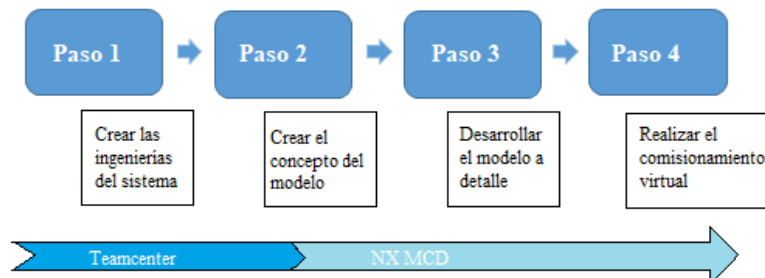 Paso 1
Paso 2
Paso 3
Paso 4
Crear las
ingenierías
del sistema
Crear el
concepto del
modelo
Desarrollar
el modelo a
detalle
Realizar el
comisionamiento
virtual
Teamcenter
NX MCD